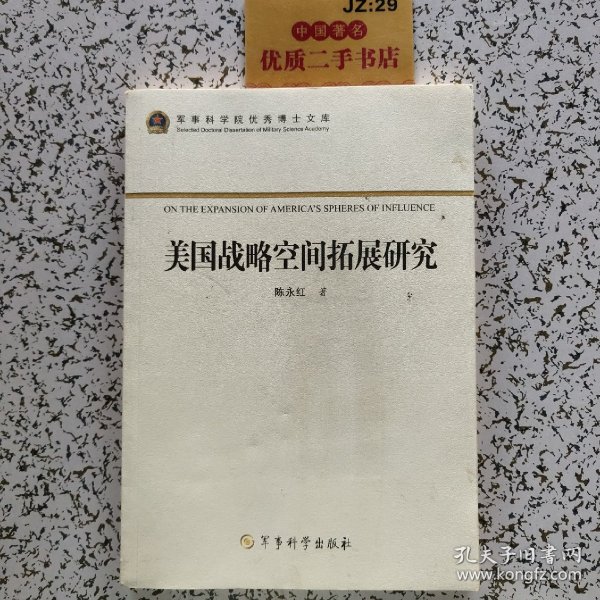 JZ:29
中国著名
优质二手书店
军事科学院优秀博士文库
Selected Doctoral Dissertation of Military Science Academy
ON THE EXPANSION OF AMERICA'S SPHERES OF INFLUENCE
美国战略空间拓展研究
陈永红 著
军事科学出版社
孔夫子旧书网
www.kongfz.com